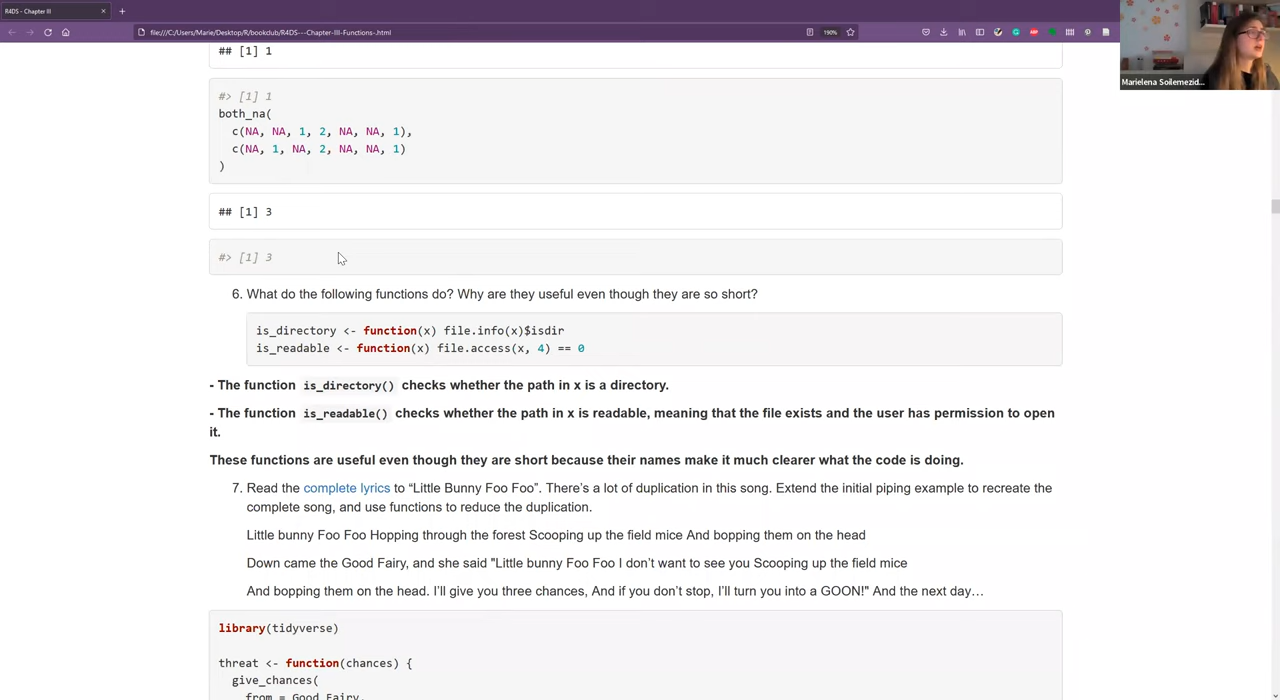 R4DS - Chapter III
file:///C:/Users/Marie/Desktop/R/bookclub/R4DS---Chapter-III-Functions-.html
190%
Marielena Soilemezid...
## [1] 1
#> [1] 1
both_na(
c(NA, NA, 1, 2, NA, NA, 1),
c(NA, 1, NA, 2, NA, NA, 1)
)
## [1] 3
#> [1] 3
6. What do the following functions do? Why are they useful even though they are so short?
is_directory <- function(x) file.info(x)$isdir
is_readable <- function(x) file.access(x, 4) == 0
- The function is_directory() checks whether the path in x is a directory.
- The function is_readable() checks whether the path in x is readable, meaning that the file exists and the user has permission to open
it.
These functions are useful even though they are short because their names make it much clearer what the code is doing.
7. Read the complete lyrics to “Little Bunny Foo Foo”. There’s a lot of duplication in this song. Extend the initial piping example to recreate the
complete song, and use functions to reduce the duplication.
Little bunny Foo Foo Hopping through the forest Scooping up the field mice And bopping them on the head
Down came the Good Fairy, and she said "Little bunny Foo Foo I don’t want to see you Scooping up the field mice
And bopping them on the head. I’ll give you three chances, And if you don’t stop, I’ll turn you into a GOON!" And the next day…
library(tidyverse)
threat <- function(chances) {
give_chances(
from = Good_Fairy,